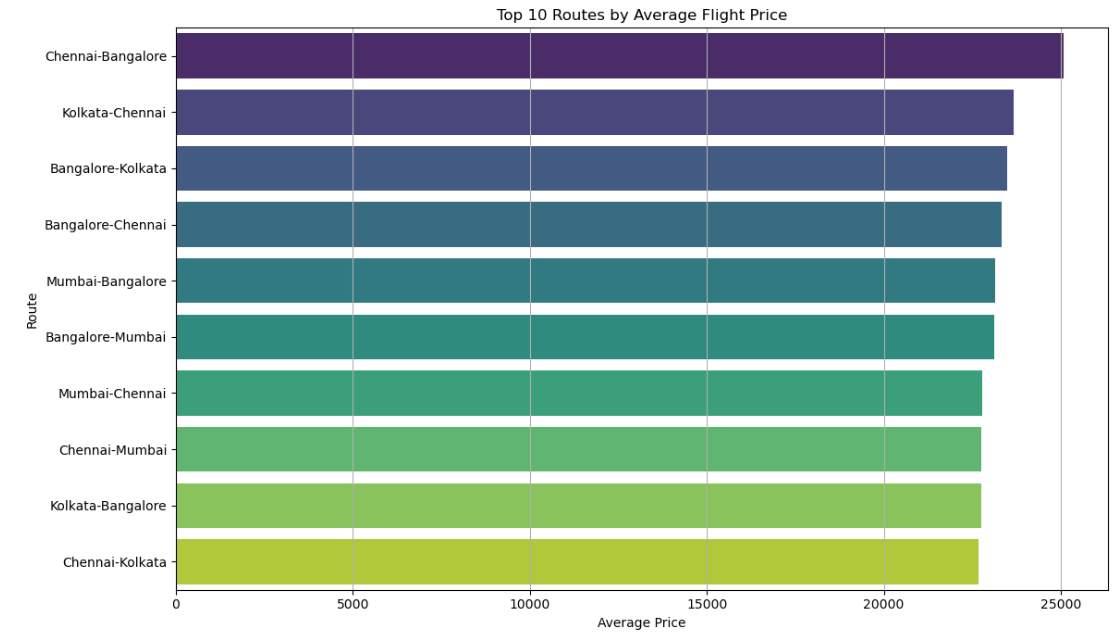 Top 10 Routes by Average Flight Price
Route
Chennai-Bangalore
Kolkata-Chennai
Bangalore-Kolkata
Bangalore-Chennai
Mumbai-Bangalore
Bangalore-Mumbai
Mumbai-Chennai
Chennai-Mumbai
Kolkata-Bangalore
Chennai-Kolkata
0 5000 10000 15000 20000 25000
Average Price